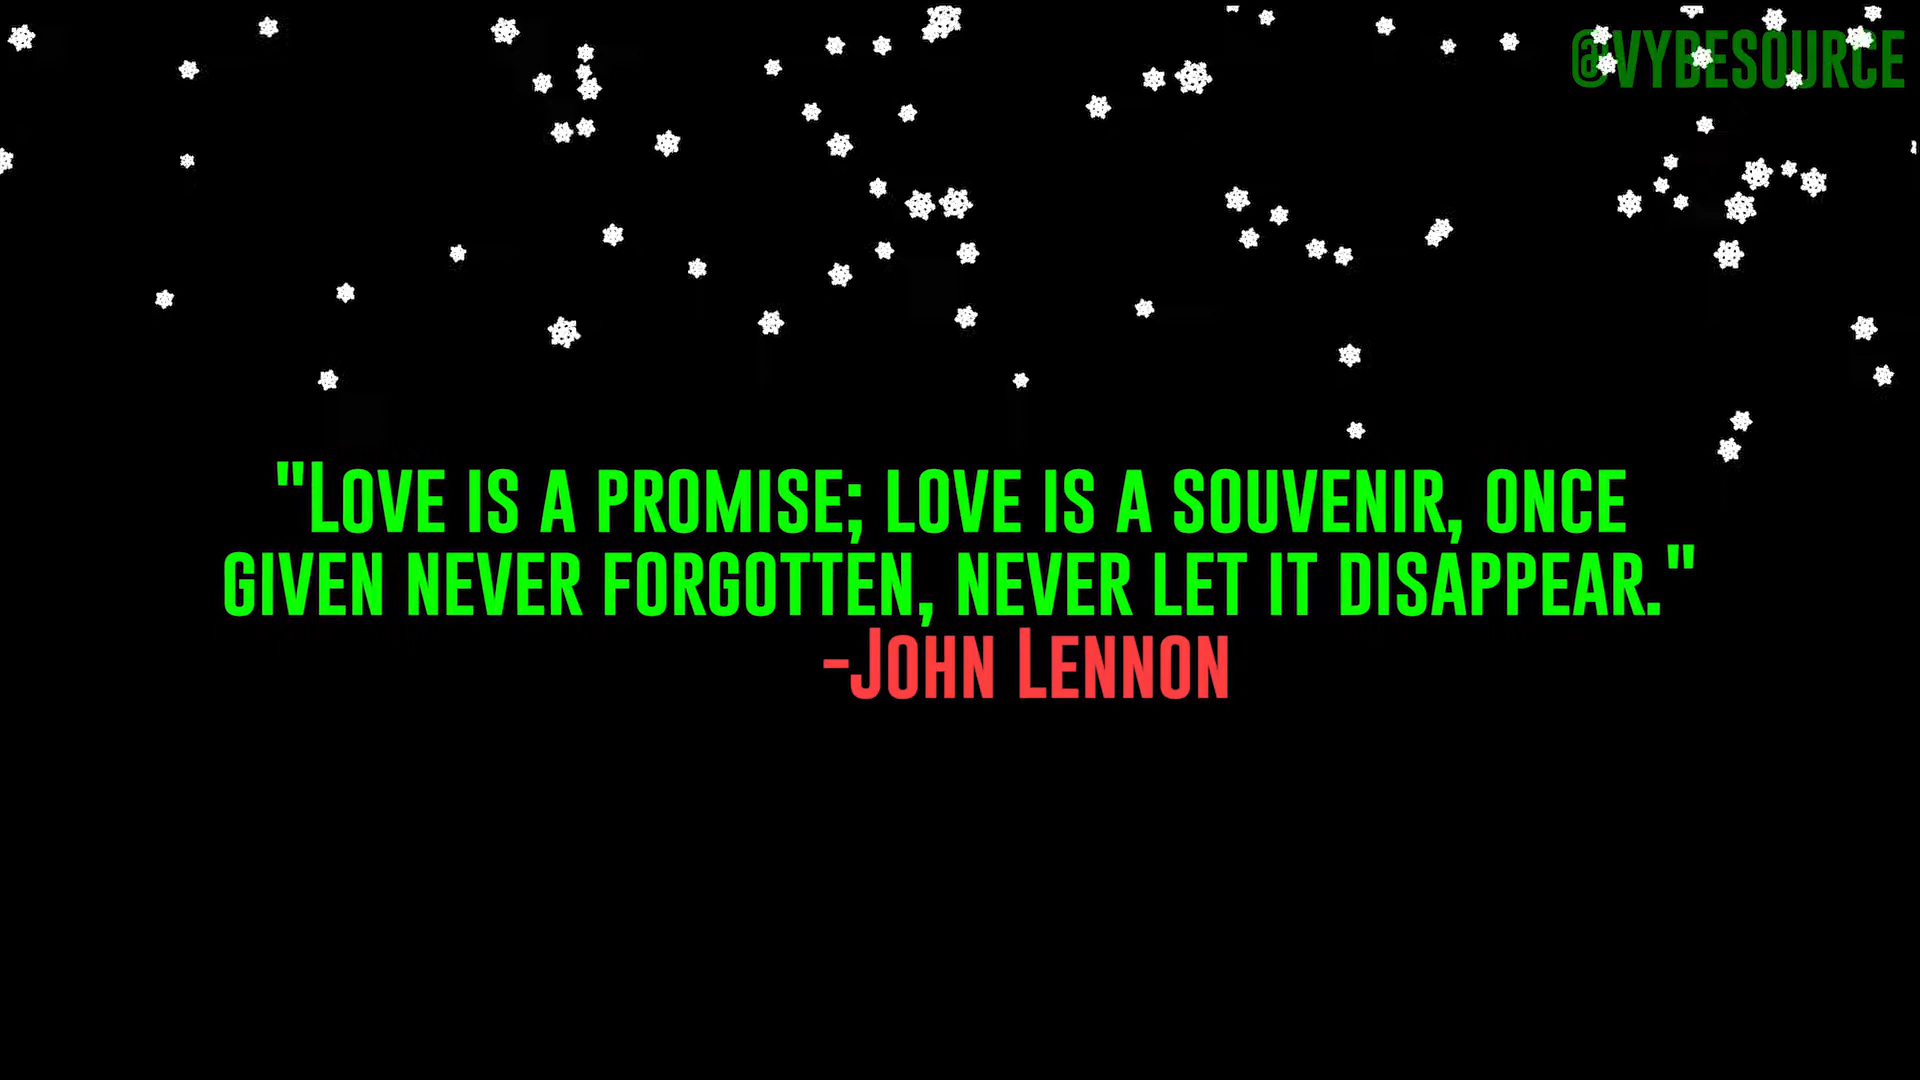 @VYBESOURCE
"LOVE IS A PROMISE; LOVE IS A SOUVENIR, ONCE
GIVEN NEVER FORGOTTEN, NEVER LET IT DISAPPEAR."
-JOHN LENNON